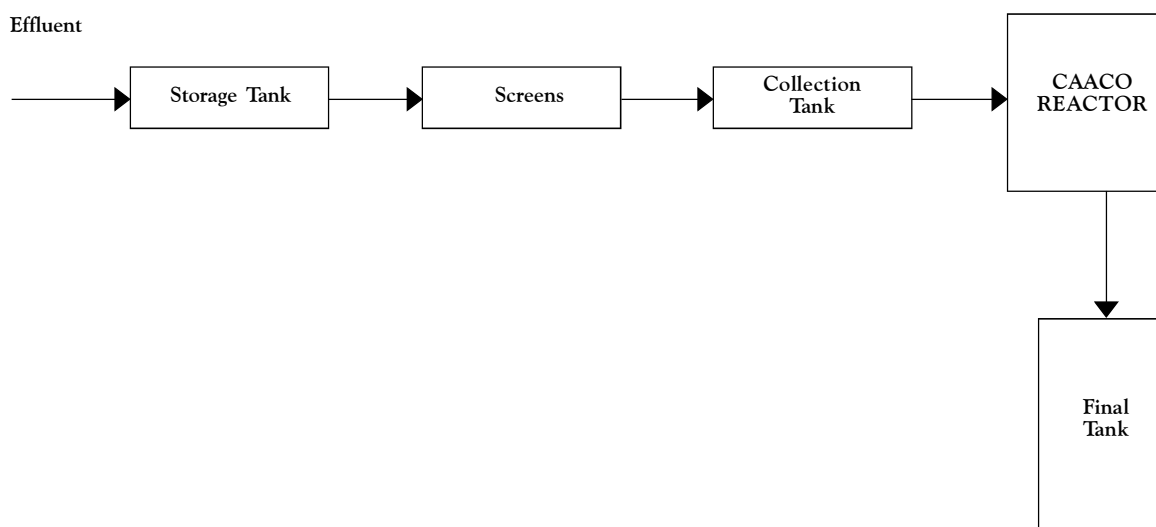 Effluent
Storage Tank
Screens
Collection
Tank
CAACO
REACTOR
Final
Tank